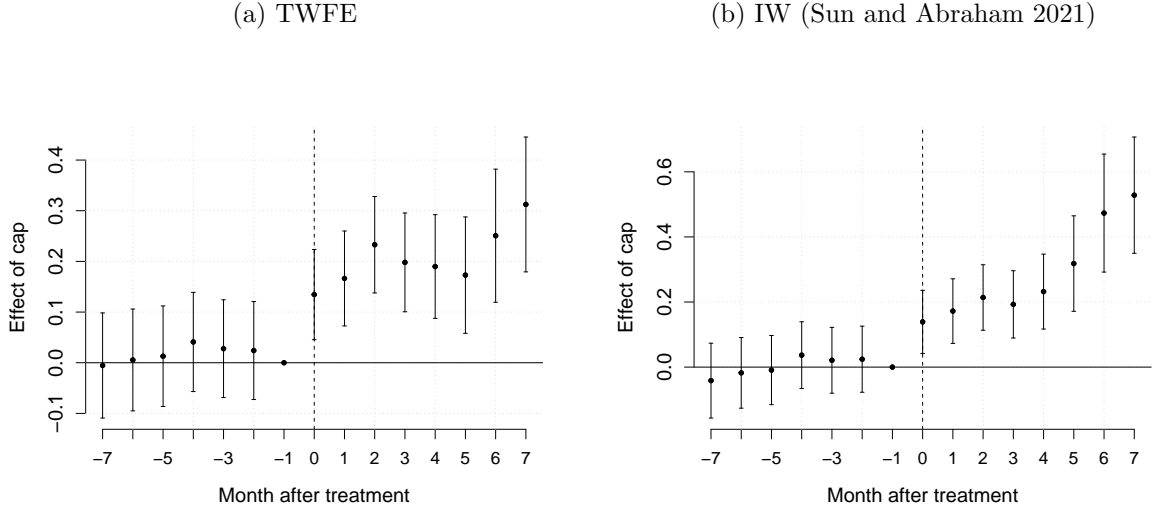 (a) TWFE
(b) IW (Sun and Abraham 2021)
0.4
0.3
0.2
0.1
0.0
−0.1
Effect of cap
−7 −5 −3 −1 0 1 2 3 4 5 6 7
Month after treatment
0.6
0.4
0.2
0.0
Effect of cap
−7 −5 −3 −1 0 1 2 3 4 5 6 7
Month after treatment